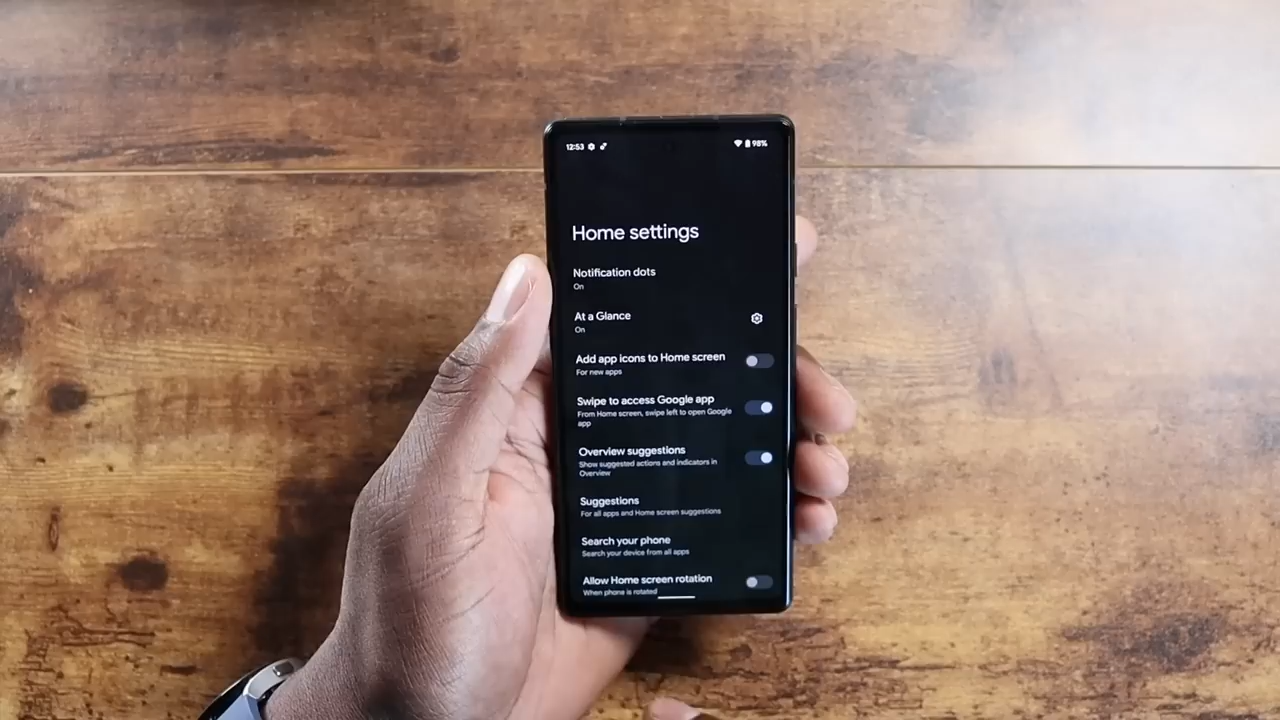 12:53 98%
Home settings
Notification dots
On
At a Glance
On
Add app icons to Home screen
For new apps
Swipe to access Google app
From Home screen, swipe left to open Google
app
Overview suggestions
Show suggested actions and indicators in
Overview
Suggestions
For all apps and Home screen suggestions
Search your phone
Search your device from all apps
Allow Home screen rotation
When phone is rotated